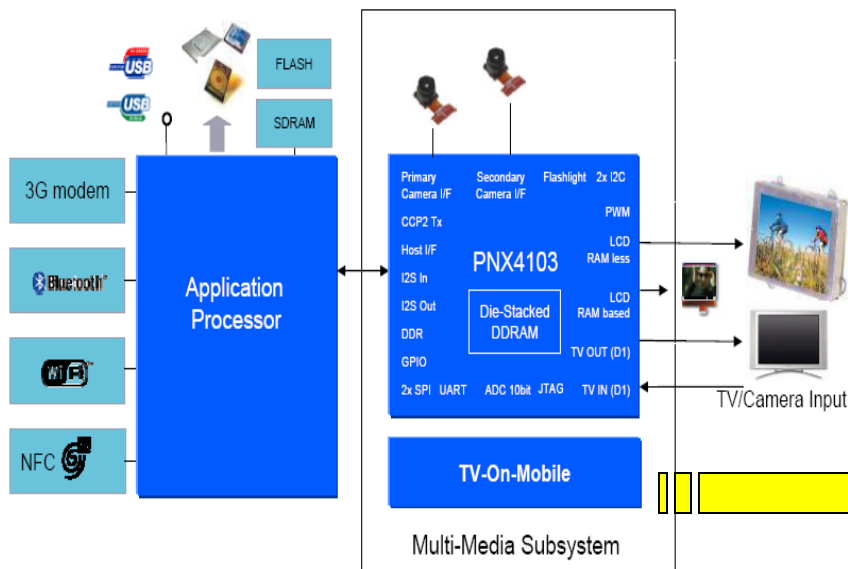 USB
USB
FLASH
SDRAM
3G modem
Bluetooth
Wi Fi
NFC
Application
Processor
Primary
Camera I/F
Secondary
Camera I/F
Flashlight
2x I2C
CCP2 Tx
PWM
Host I/F
LCD
RAM less
I2S In
PNX4103
I2S Out
Die-Stacked
DDRAM
LCD
RAM based
DDR
TV OUT (D1)
GPIO
2x SPI
UART
ADC 10bit
JTAG
TV IN (D1)
TV/Camera Input
TV-On-Mobile
Multi-Media Subsystem